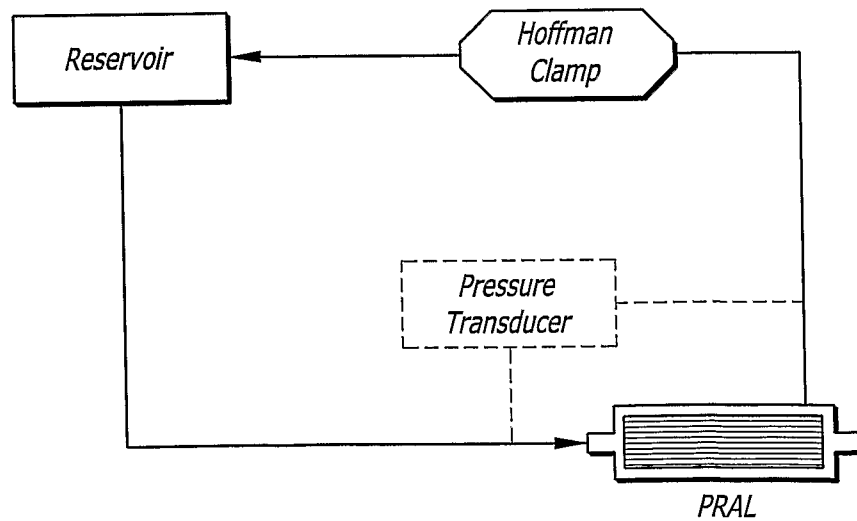 Reservoir
Hoffman
Clamp
Pressure
Transducer
PRAL